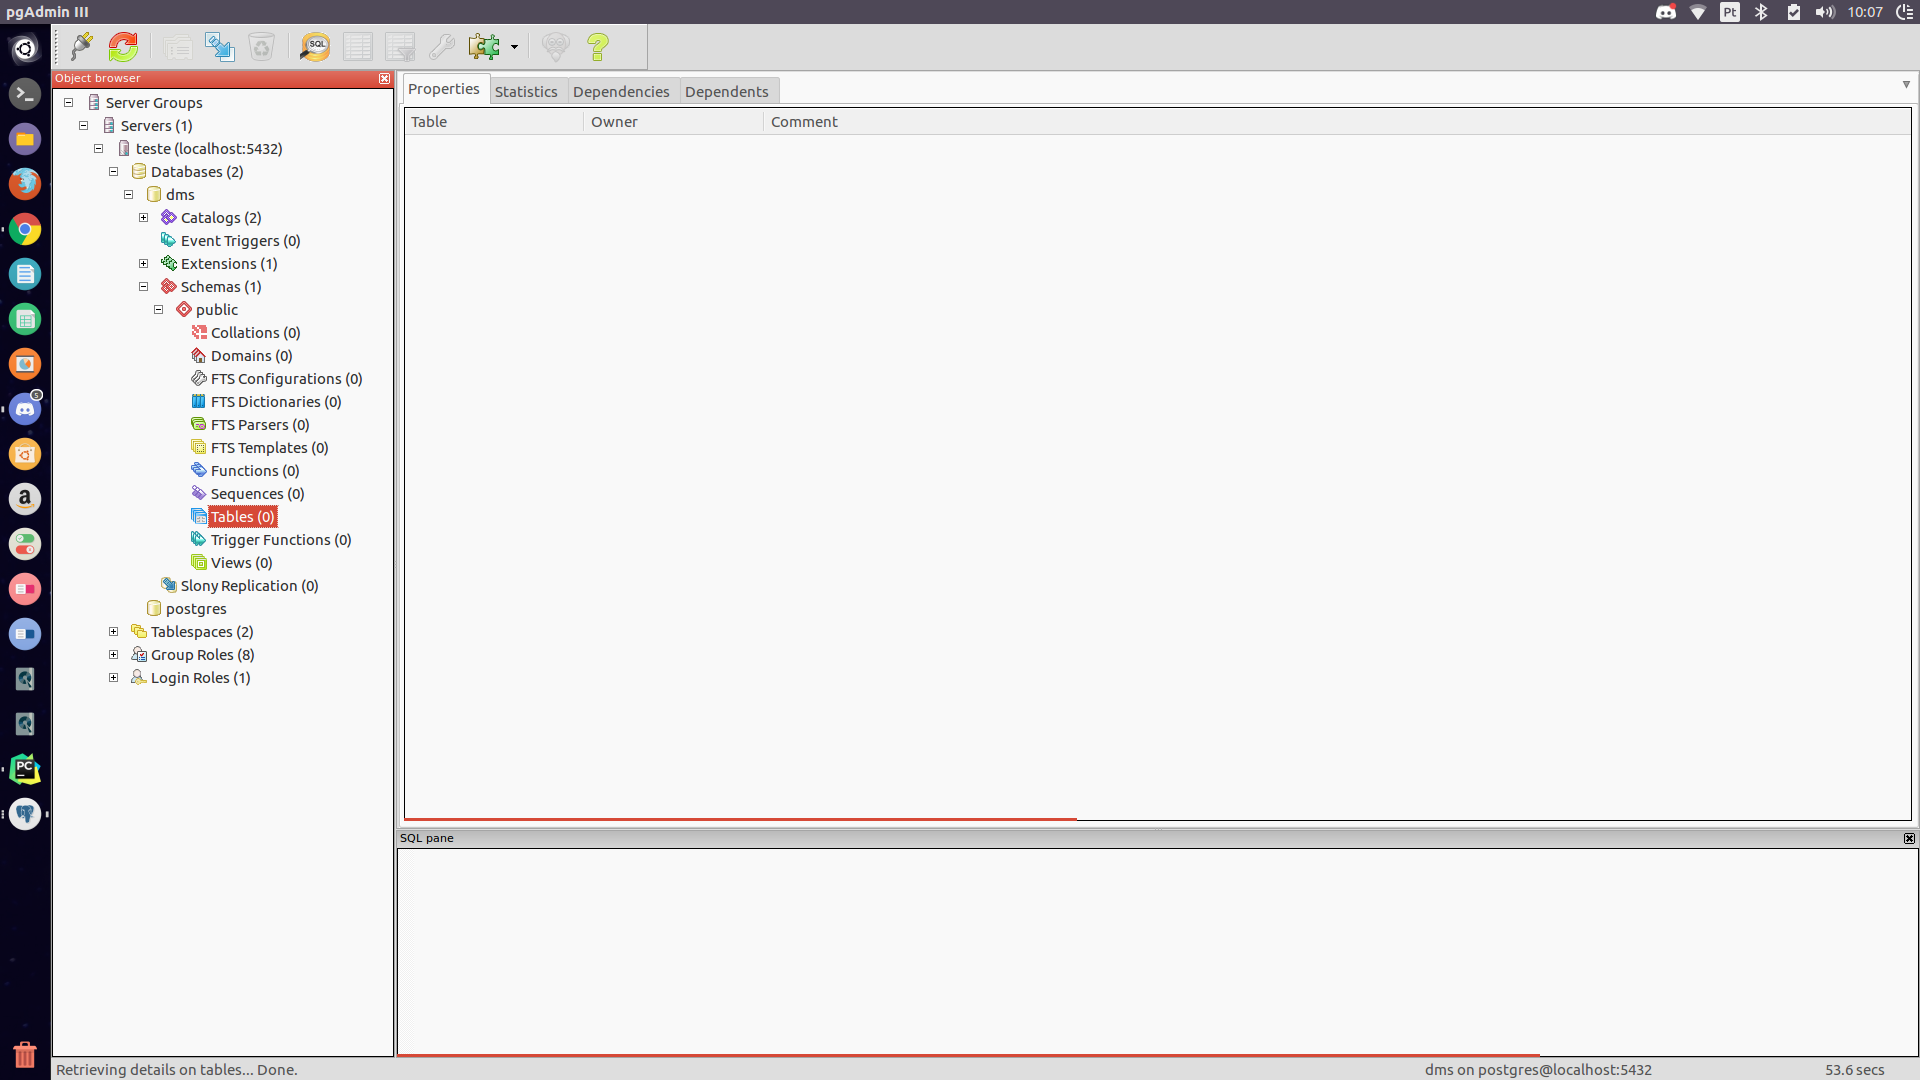 pgAdmin III
Pt
10:07
SQL
Object browser
Server Groups
Servers (1)
teste (localhost:5432)
Databases (2)
dms
Catalogs (2)
Event Triggers (0)
Extensions (1)
Schemas (1)
public
Collations (0)
Domains (0)
FTS Configurations (0)
FTS Dictionaries (0)
FTS Parsers (0)
FTS Templates (0)
Functions (0)
Sequences (0)
Tables (0)
Trigger Functions (0)
Views (0)
Slony Replication (0)
postgres
Tablespaces (2)
Group Roles (8)
Login Roles (1)
Properties
Statistics
Dependencies
Dependents
Table
Owner
Comment
SQL pane
5
a
PC
Retrieving details on tables... Done.
dms on postgres@localhost:5432
53.6 secs